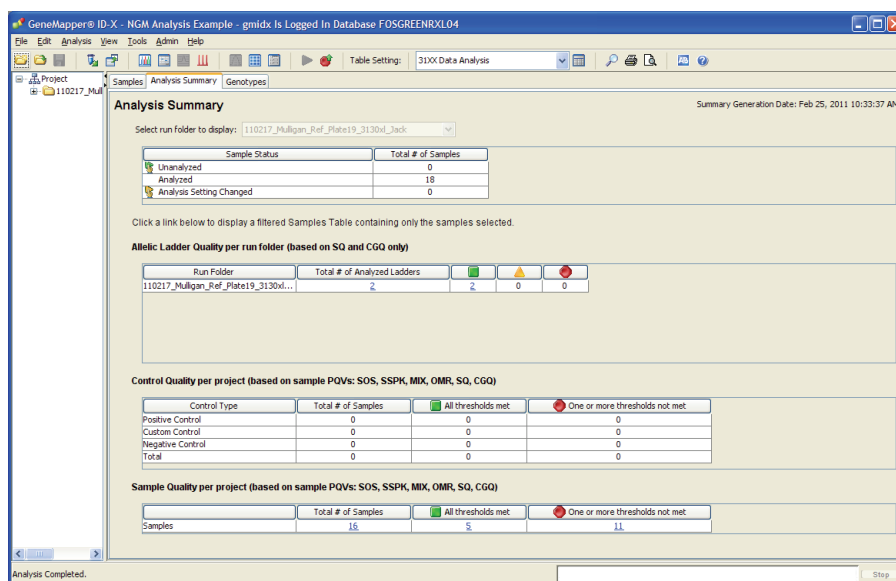 GeneMapper® ID-X - NGM Analysis Example - gmidx Is Logged In Database FOSGREENRXL04
File Edit Analysis View Tools Admin Help
Table Setting: 31XX Data Analysis
Project
110217_Mull
Samples Analysis Summary Genotypes
Analysis Summary
Summary Generation Date: Feb 25, 2011 10:33:37 AM
Select run folder to display: 110217_Mulligan_Ref_Plate19_3130xl_Jack
Sample Status Total # of Samples
Unanalyzed 0
Analyzed 18
Analysis Setting Changed 0
Click a link below to display a filtered Samples Table containing only the samples selected.
Allelic Ladder Quality per run folder (based on SQ and CGQ only)
Run Folder Total # of Analyzed Ladders
110217_Mulligan_Ref_Plate19_3130xl... 2 2 0 0
Control Quality per project (based on sample PQVs: SOS, SSPK, MIX, OMR, SQ, CGQ)
Control Type Total # of Samples All thresholds met One or more thresholds not met
Positive Control 0 0 0
Custom Control 0 0 0
Negative Control 0 0 0
Total 0 0 0
Sample Quality per project (based on sample PQVs: SOS, SSPK, MIX, OMR, SQ, CGQ)
Total # of Samples All thresholds met One or more thresholds not met
Samples 16 5 11
Analysis Completed.
Stop